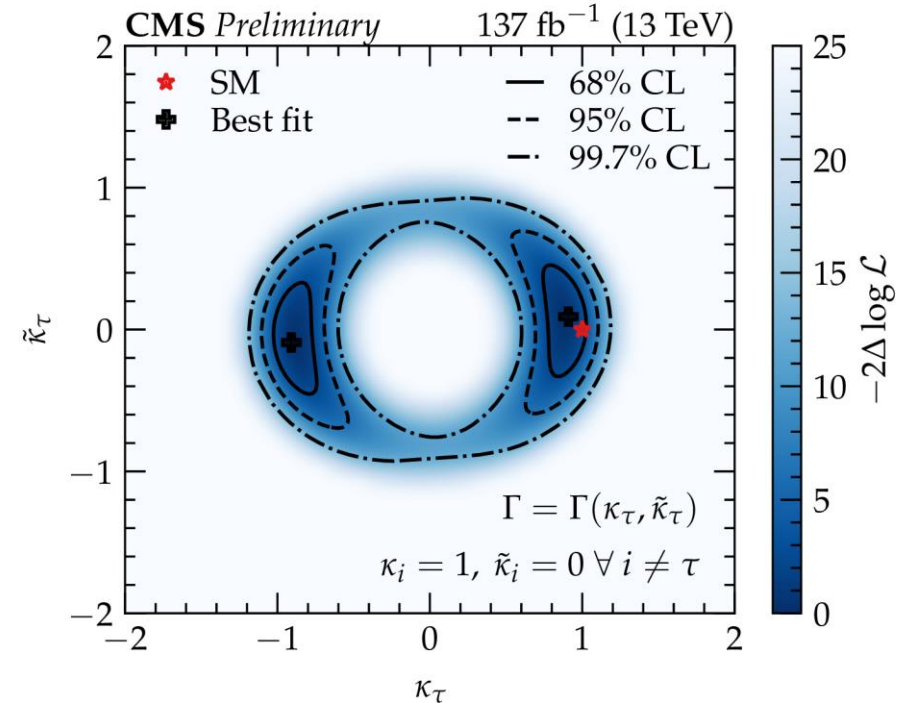 CMS Preliminary 137 fb⁻¹ (13 TeV)
SM
Best fit
68% CL
95% CL
99.7% CL
Γ = Γ(κτ, κ̃τ)
κi = 1, κ̃i = 0 ∀ i ≠ τ
2
1
0
−1
−2
κ̃τ
−2
−1
0
1
2
κτ
25
20
15
10
5
0
−2Δ log ℒ